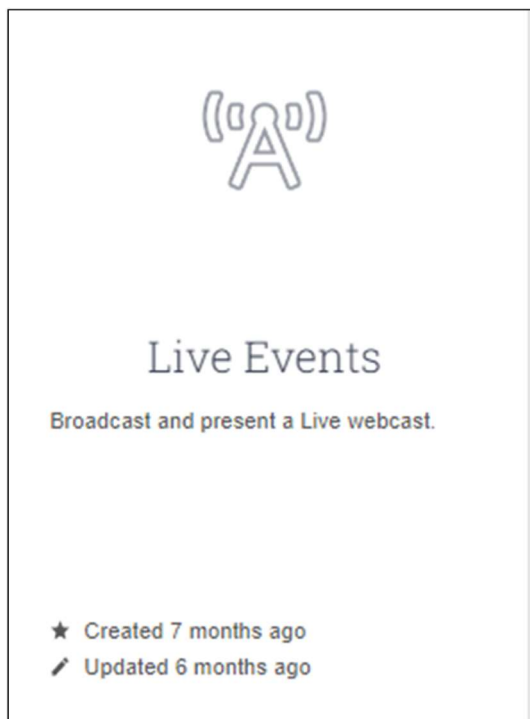 Live Events
Broadcast and present a Live webcast.
Created 7 months ago
Updated 6 months ago